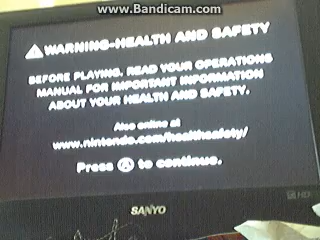 www.Bandicam.com
⚠WARNING-HEALTH AND SAFETY
BEFORE PLAYING, READ YOUR OPERATIONS
MANUAL FOR IMPORTANT INFORMATION
ABOUT YOUR HEALTH AND SAFETY.
Also online at
www.nintendo.com/healthsafety/
Press Ⓐ to continue.
SANYO
HD